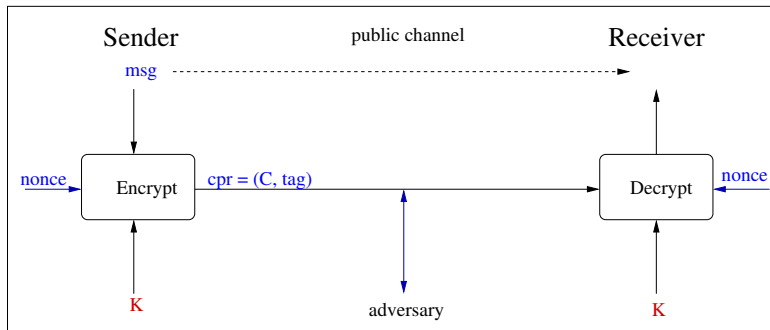 Sender
public channel
Receiver
msg
nonce
Encrypt
cpr = (C, tag)
Decrypt
nonce
K
adversary
K